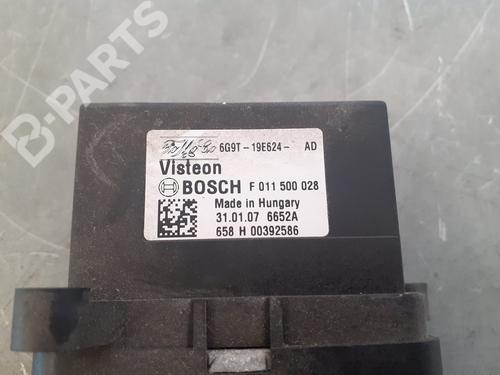 6G9T-19E624- AD
Visteon
BOSCH F 011 500 028
Made in Hungary
31.01.07 6652A
658 H 00392586
B-PARTS